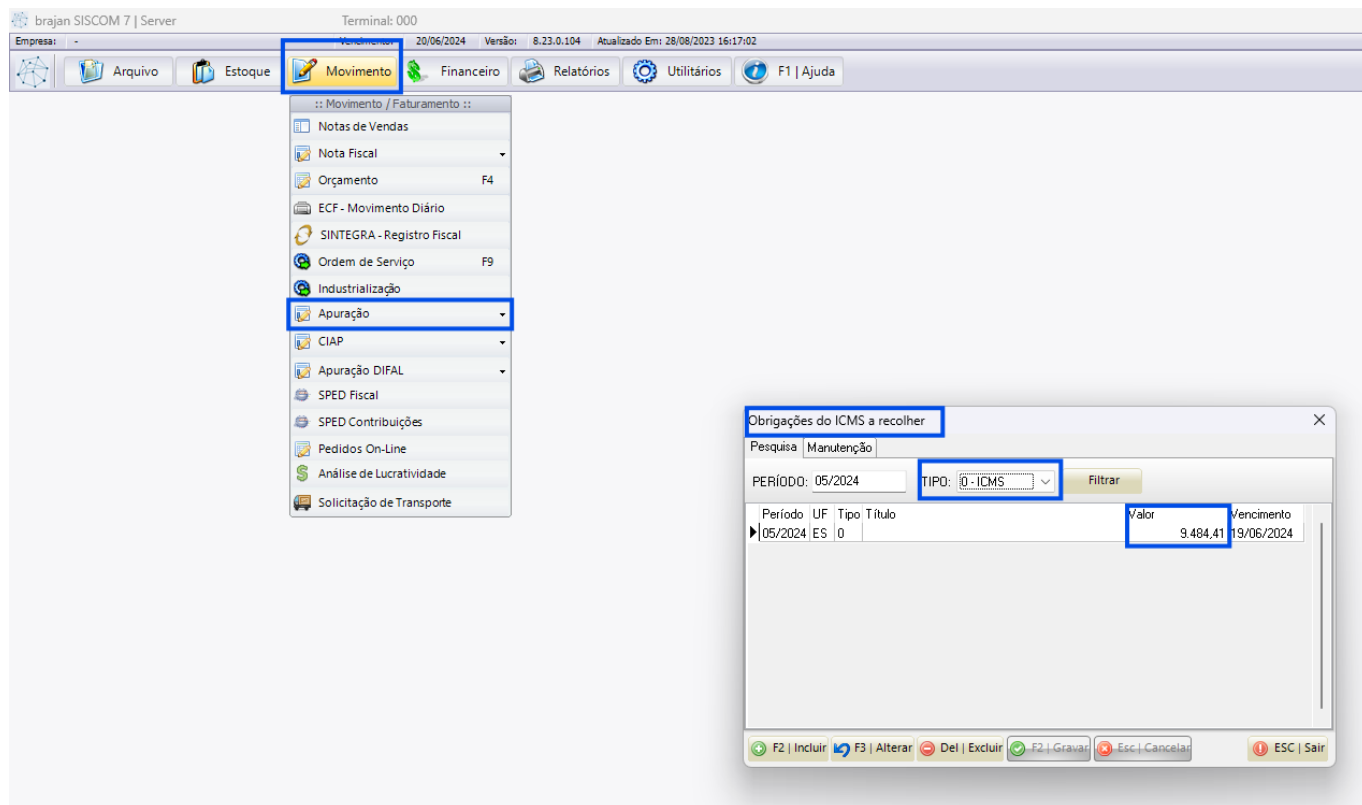 brajan SISCOM 7 | Server Terminal: 000
Empresa: - Vencimento: 20/06/2024 Versão: 8.23.0.104 Atualizado Em: 28/08/2023 16:17:02
Arquivo Estoque Movimento Financeiro Relatórios Utilitários F1 | Ajuda
:: Movimento / Faturamento ::
Notas de Vendas
Nota Fiscal
Orçamento F4
ECF - Movimento Diário
SINTEGRA - Registro Fiscal
Ordem de Serviço F9
Industrialização
Apuração
CIAP
Apuração DIFAL
SPED Fiscal
SPED Contribuições
Pedidos On-Line
Análise de Lucratividade
Solicitação de Transporte
Obrigações do ICMS a recolher
Pesquisa Manutenção
PERÍODO: 05/2024 TIPO: 0 - ICMS Filtrar
Período UF Tipo Título Valor Vencimento
05/2024 ES 0 9.484,41 19/06/2024
F2 | Incluir F3 | Alterar Del | Excluir F2 | Gravar Esc | Cancelar ESC | Sair